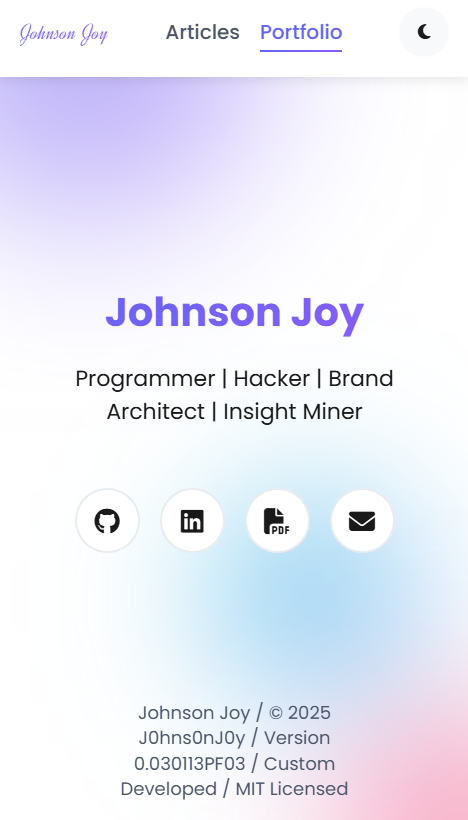 Johnson Joy
Articles
Portfolio
Johnson Joy
Programmer | Hacker | Brand
Architect | Insight Miner
PDF
Johnson Joy / © 2025
J0hns0nJ0y / Version
0.030113PF03 / Custom
Developed / MIT Licensed